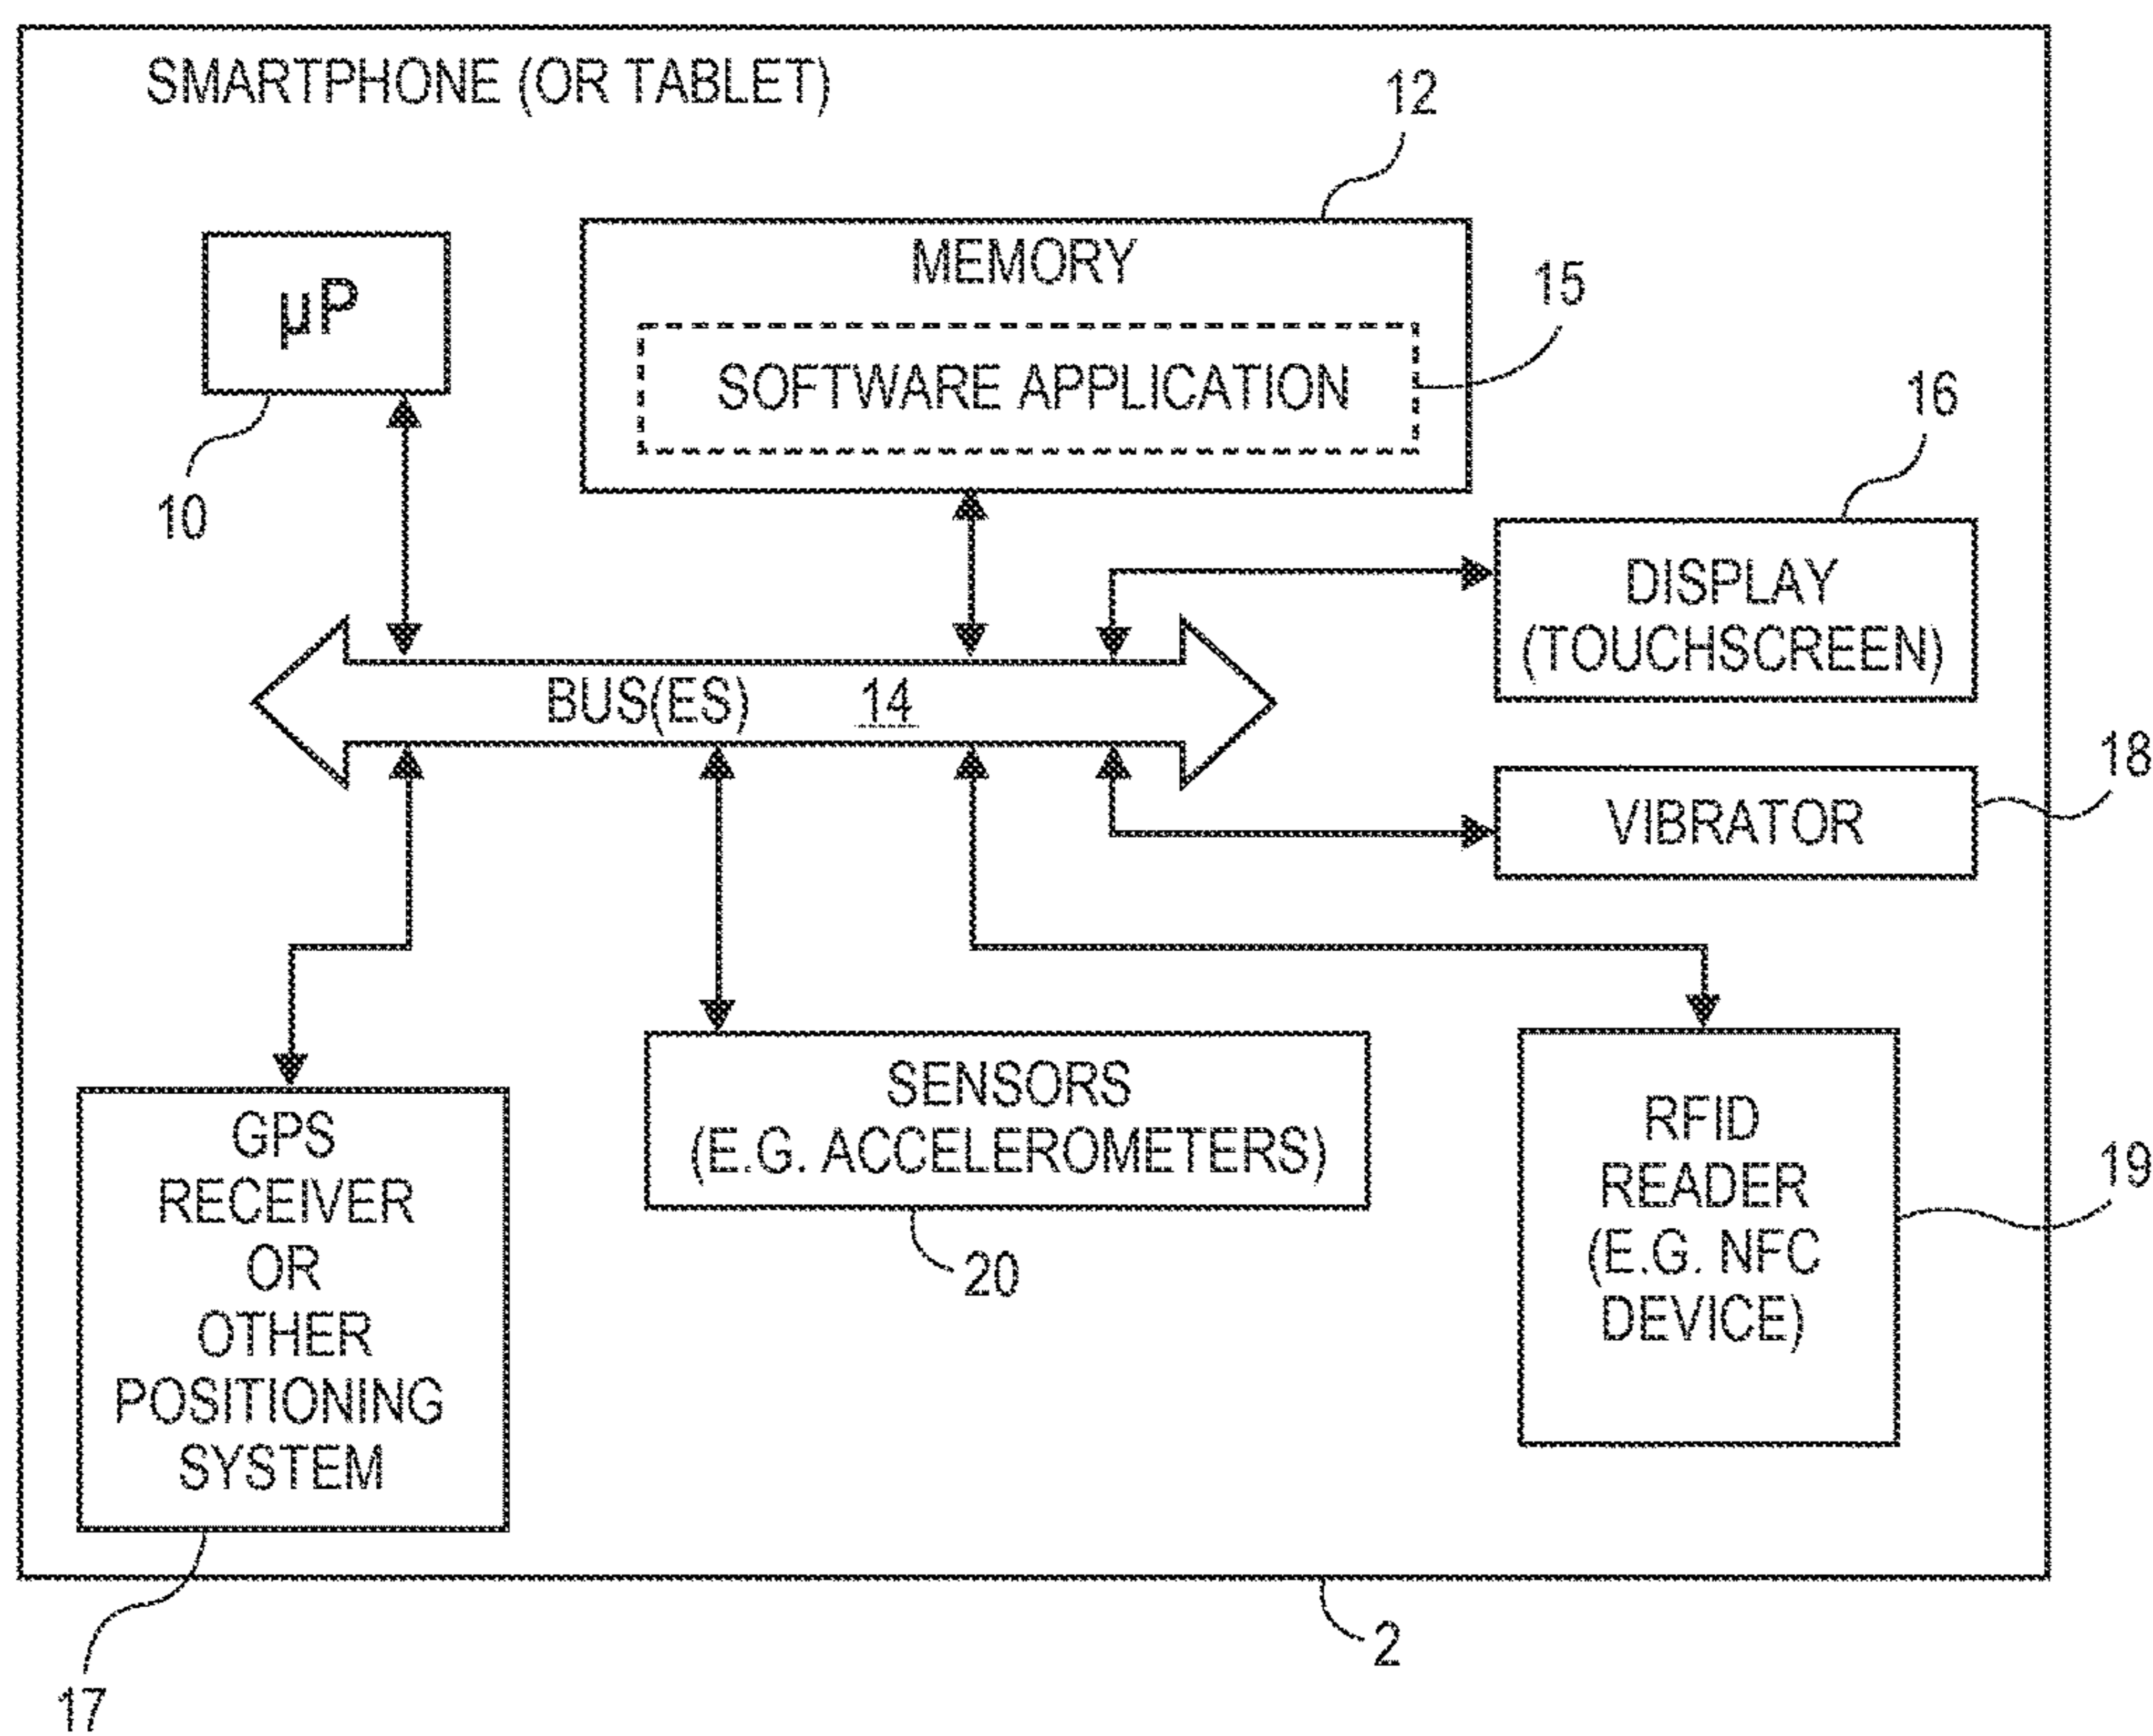 SMARTPHONE (OR TABLET)
12
MEMORY
µP
15
SOFTWARE APPLICATION
16
10
DISPLAY
(TOUCHSCREEN)
BUS(ES) 14
18
VIBRATOR
SENSORS
(E.G. ACCELEROMETERS)
20
GPS
RECEIVER
OR
OTHER
POSITIONING
SYSTEM
RFID
READER
(E.G. NFC
DEVICE)
19
2
17